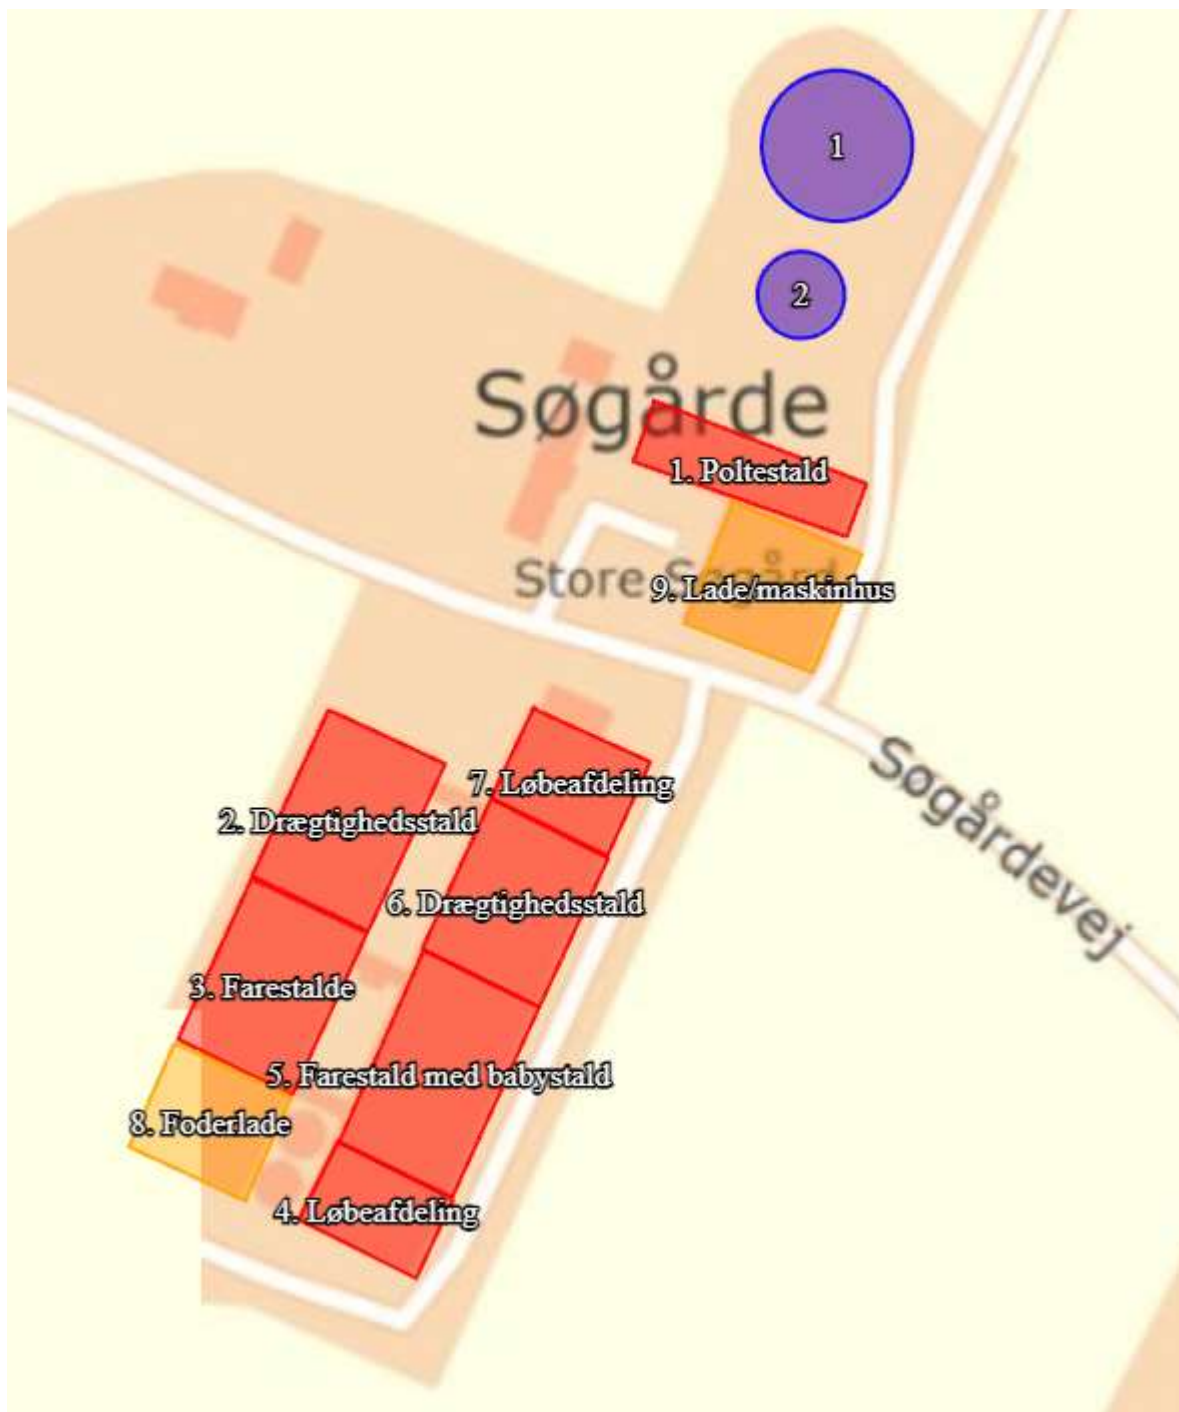 1
2
Søgårde
1. Poltestald
Store Søgård
9. Lade/maskinhus
Søgårdevej
7. Løbeafdeling
2. Drægtighedsstald
6. Drægtighedsstald
3. Farestalde
5. Farestald med babystald
8. Foderlade
4. Løbeafdeling